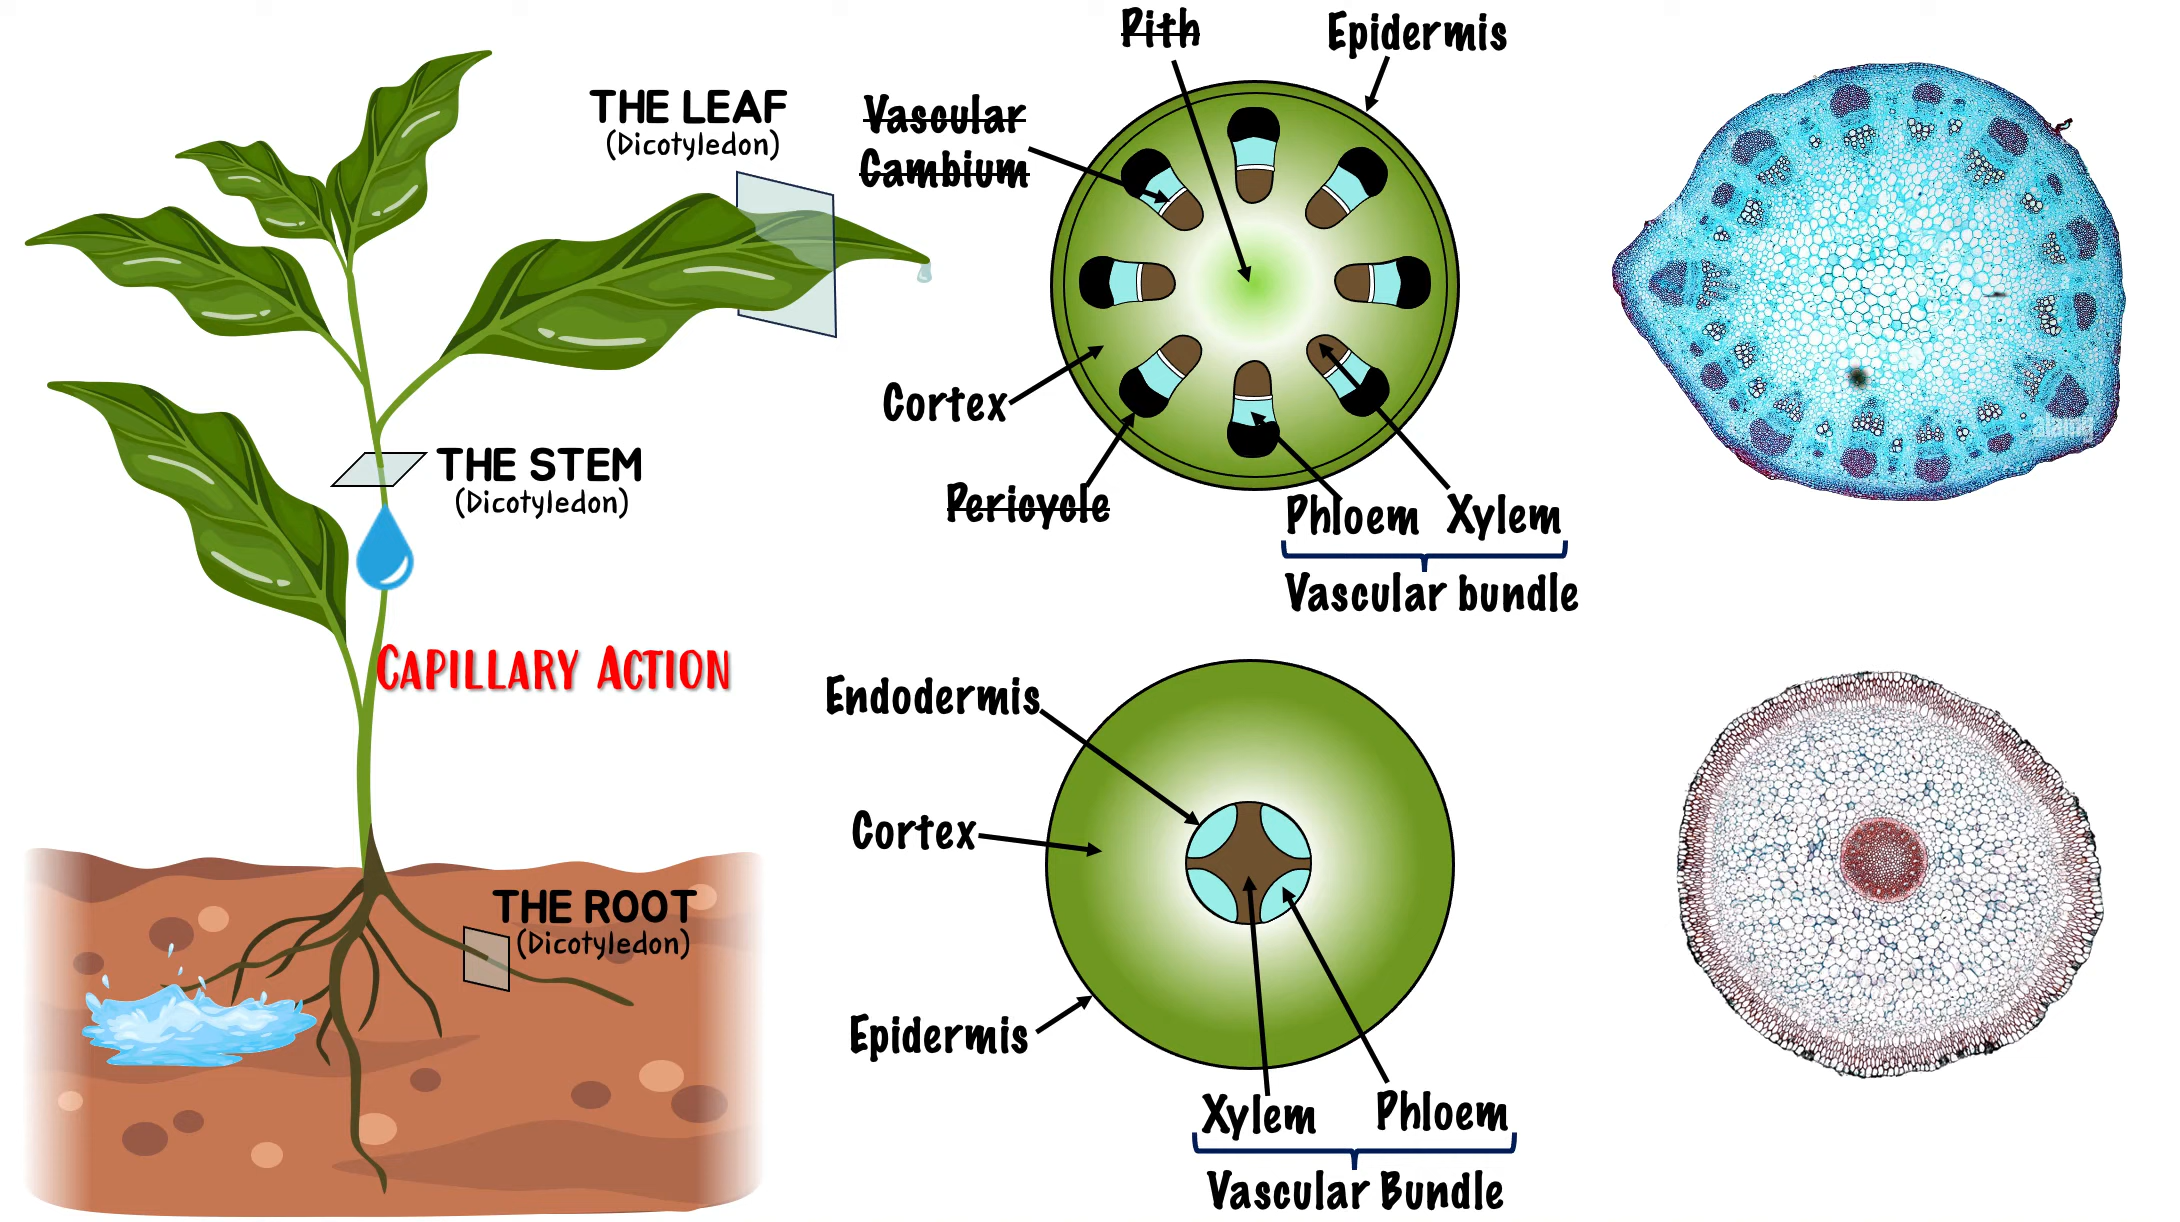 THE LEAF
(Dicotyledon)
THE STEM
(Dicotyledon)
CAPILLARY ACTION
THE ROOT
(Dicotyledon)
Pith
Epidermis
Vascular
Cambium
Cortex
Pericycle
Phloem
Xylem
Vascular bundle
Endodermis
Cortex
Epidermis
Xylem
Phloem
Vascular Bundle
alamy